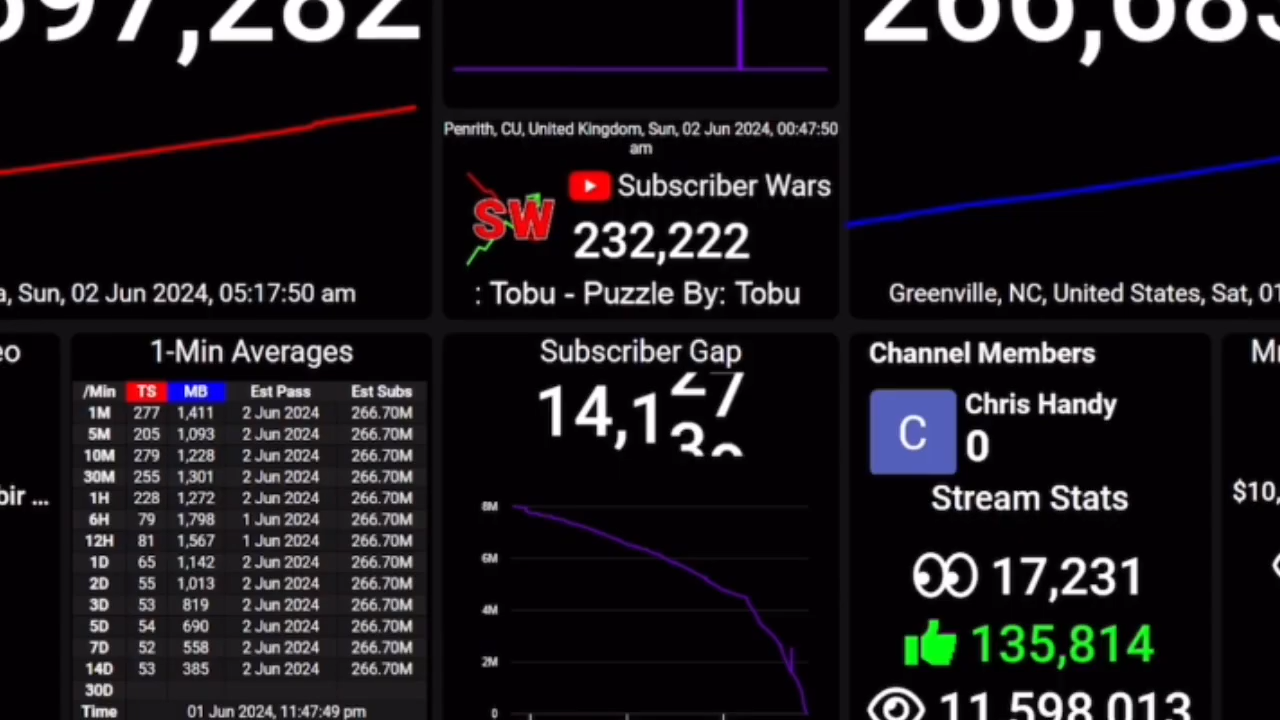 697,282
266,683
Penrith, CU, United Kingdom, Sun, 02 Jun 2024, 00:47:50
am
Subscriber Wars
SW
232,222
: Tobu - Puzzle By: Tobu
a, Sun, 02 Jun 2024, 05:17:50 am
Greenville, NC, United States, Sat, 01
eo
bir ...
1-Min Averages
/Min TS MB Est Pass Est Subs
1M 277 1,411 2 Jun 2024 266.70M
5M 205 1,093 2 Jun 2024 266.70M
10M 279 1,228 2 Jun 2024 266.70M
30M 255 1,301 2 Jun 2024 266.70M
1H 228 1,272 2 Jun 2024 266.70M
6H 79 1,798 1 Jun 2024 266.70M
12H 81 1,567 1 Jun 2024 266.70M
1D 65 1,142 2 Jun 2024 266.70M
2D 55 1,013 2 Jun 2024 266.70M
3D 53 819 2 Jun 2024 266.70M
5D 54 690 2 Jun 2024 266.70M
7D 52 558 2 Jun 2024 266.70M
14D 53 385 2 Jun 2024 266.70M
30D
Time 01 Jun 2024, 11:47:49 pm
Subscriber Gap
14,1
8M
6M
4M
2M
0
Channel Members
C
Chris Handy
0
Stream Stats
17,231
135,814
11,598,013
$10,